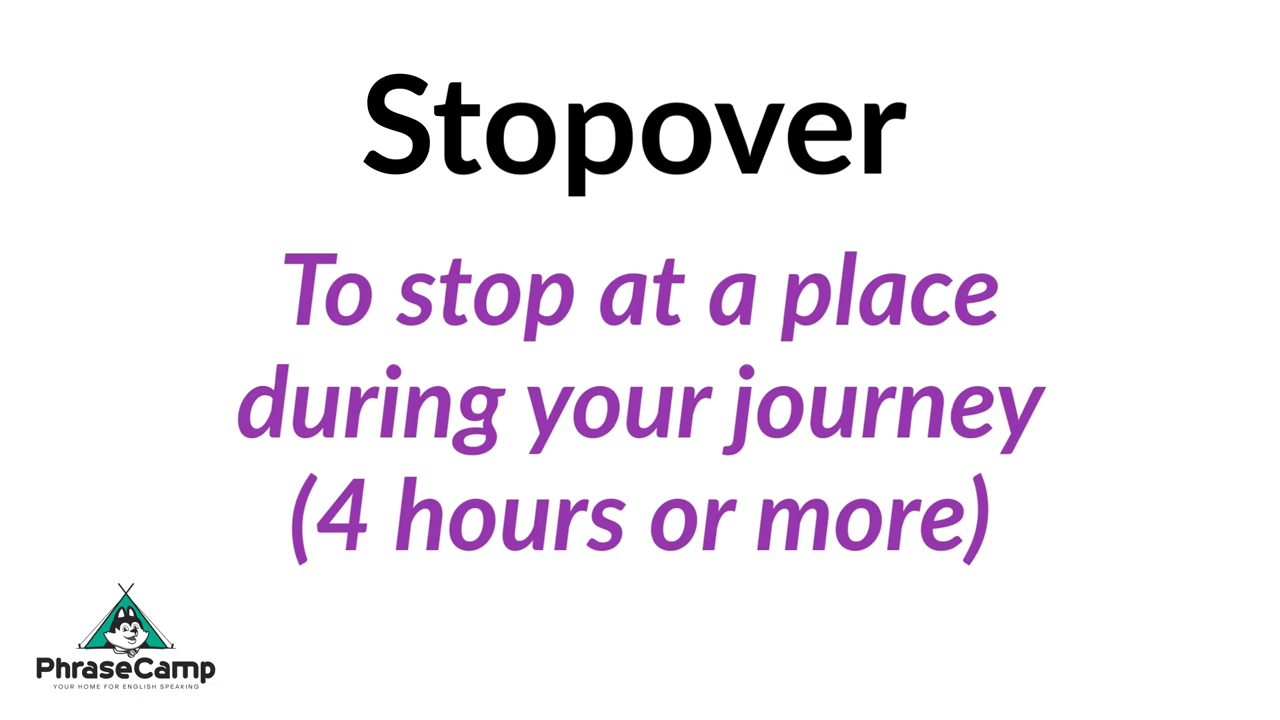 Stopover
To stop at a place
during your journey
(4 hours or more)
PhraseCamp
YOUR HOME FOR ENGLISH SPEAKING